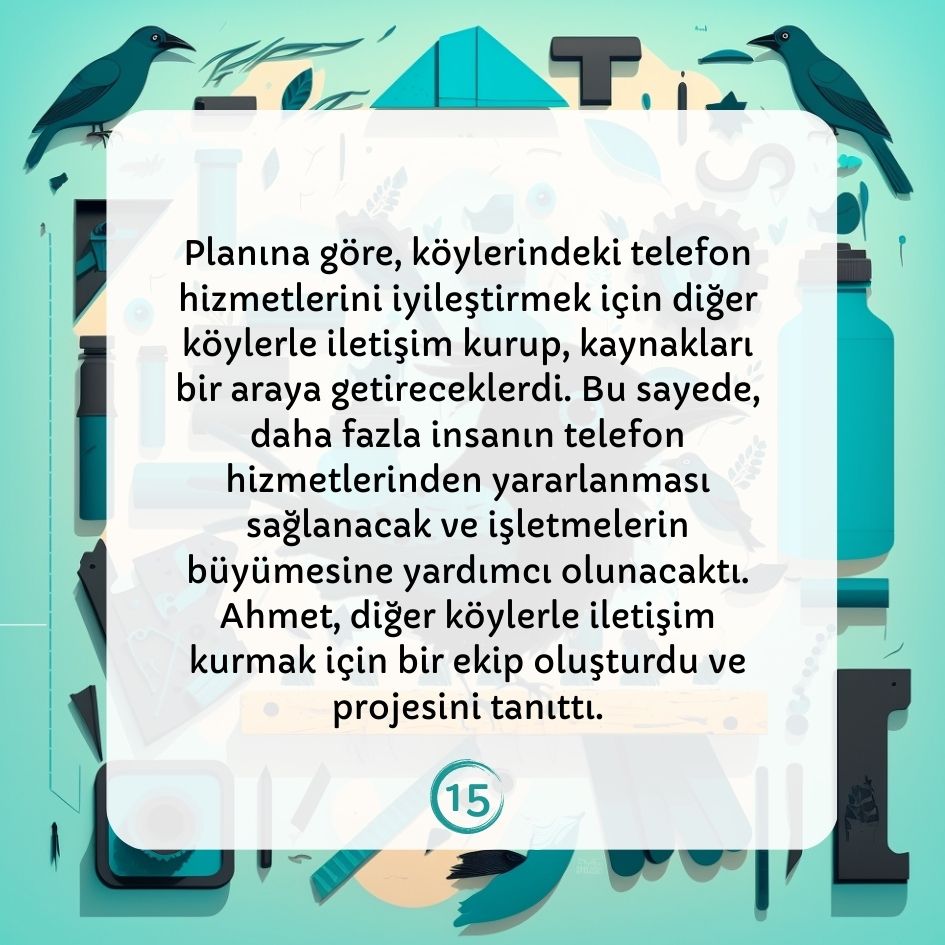 Planına göre, köylerindeki telefon
hizmetlerini iyileştirmek için diğer
köylerle iletişim kurup, kaynakları
bir araya getireceklerdi. Bu sayede,
daha fazla insanın telefon
hizmetlerinden yararlanması
sağlanacak ve işletmelerin
büyümesine yardımcı olunacaktı.
Ahmet, diğer köylerle iletişim
kurmak için bir ekip oluşturdu ve
projesini tanıttı.
15